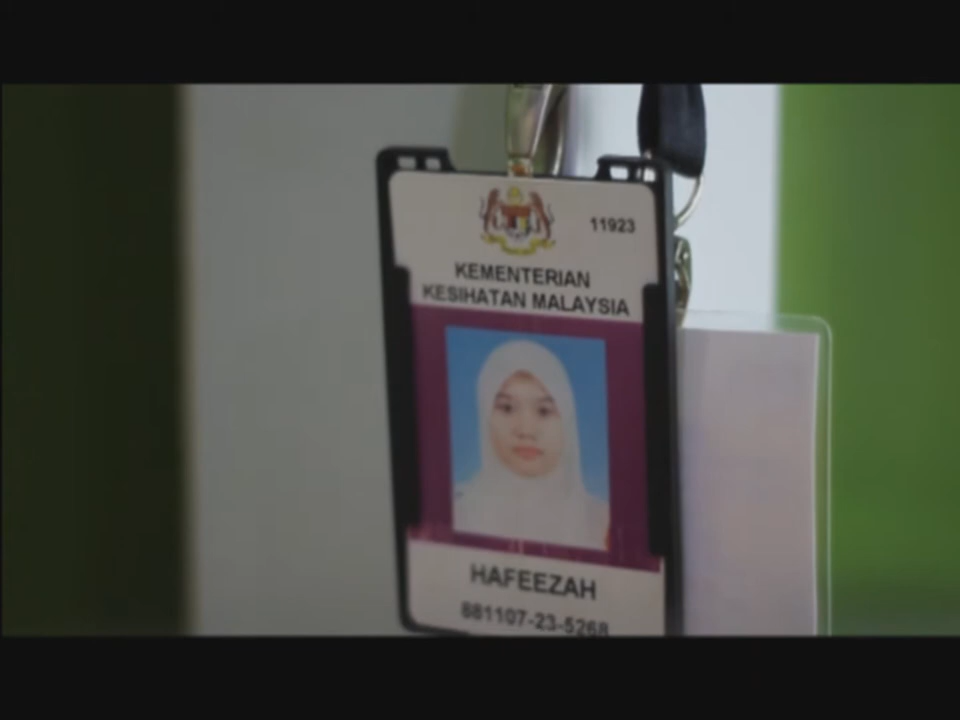 11923
KEMENTERIAN
KESIHATAN MALAYSIA
HAFEEZAH
881107-23-5268